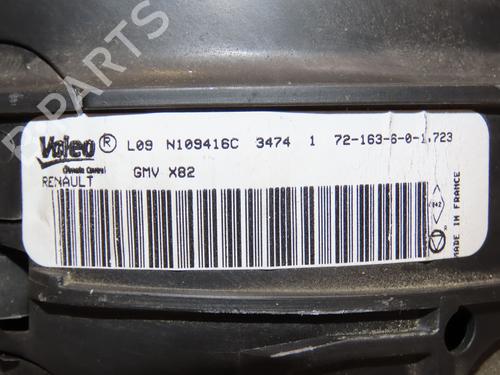 B-PARTS
Valeo® L09 N109416C 3474 1 72-163-6-0-1.723
Climate Control
RENAULT GMV X82
MADE IN FRANCE